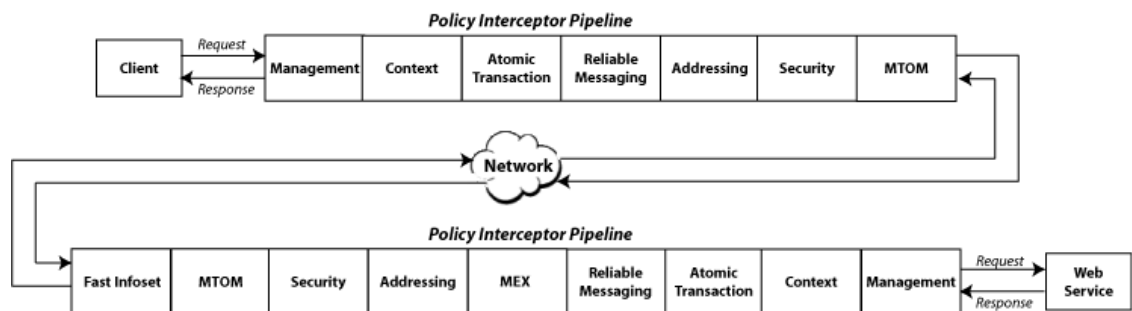 Policy Interceptor Pipeline
Request
Client
Response
Management
Context
Atomic
Transaction
Reliable
Messaging
Addressing
Security
MTOM
Network
Policy Interceptor Pipeline
Fast Infoset
MTOM
Security
Addressing
MEX
Reliable
Messaging
Atomic
Transaction
Context
Management
Request
Response
Web
Service